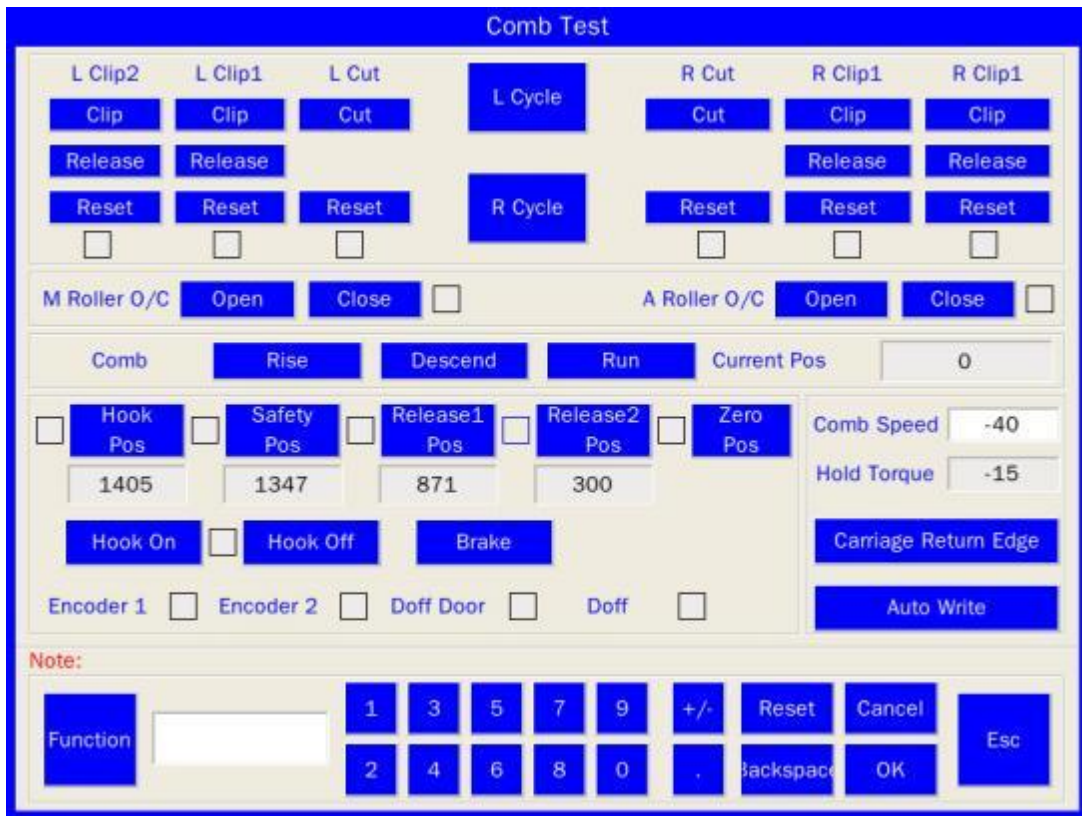 Comb Test
L Clip2 L Clip1 L Cut R Cut R Clip1 R Clip1
L Cycle
Clip Clip Cut Cut Clip Clip
Release Release Release Release
Reset Reset Reset R Cycle Reset Reset Reset
M Roller O/C Open Close A Roller O/C Open Close
Comb Rise Descend Run Current Pos 0
Hook Pos Safety Pos Release1 Pos Release2 Pos Zero Pos Comb Speed -40
1405 1347 871 300 Hold Torque -15
Hook On Hook Off Brake Carriage Return Edge
Encoder 1 Encoder 2 Doff Door Doff Auto Write
Note:
1 3 5 7 9 +/- Reset Cancel
Function Esc
2 4 6 8 0 . Backspace OK